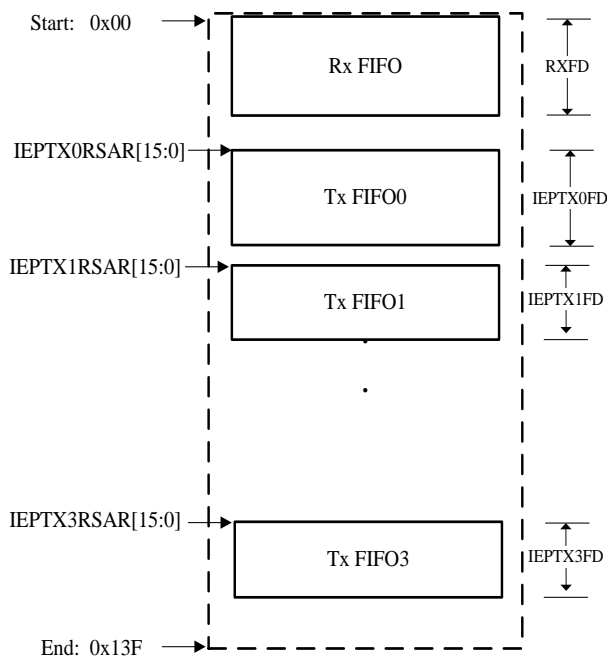 Start: 0x00
Rx FIFO
RXFD
IEPTX0RSAR[15:0]
Tx FIFO0
IEPTX0FD
IEPTX1RSAR[15:0]
Tx FIFO1
IEPTX1FD
IEPTX3RSAR[15:0]
Tx FIFO3
IEPTX3FD
End: 0x13F